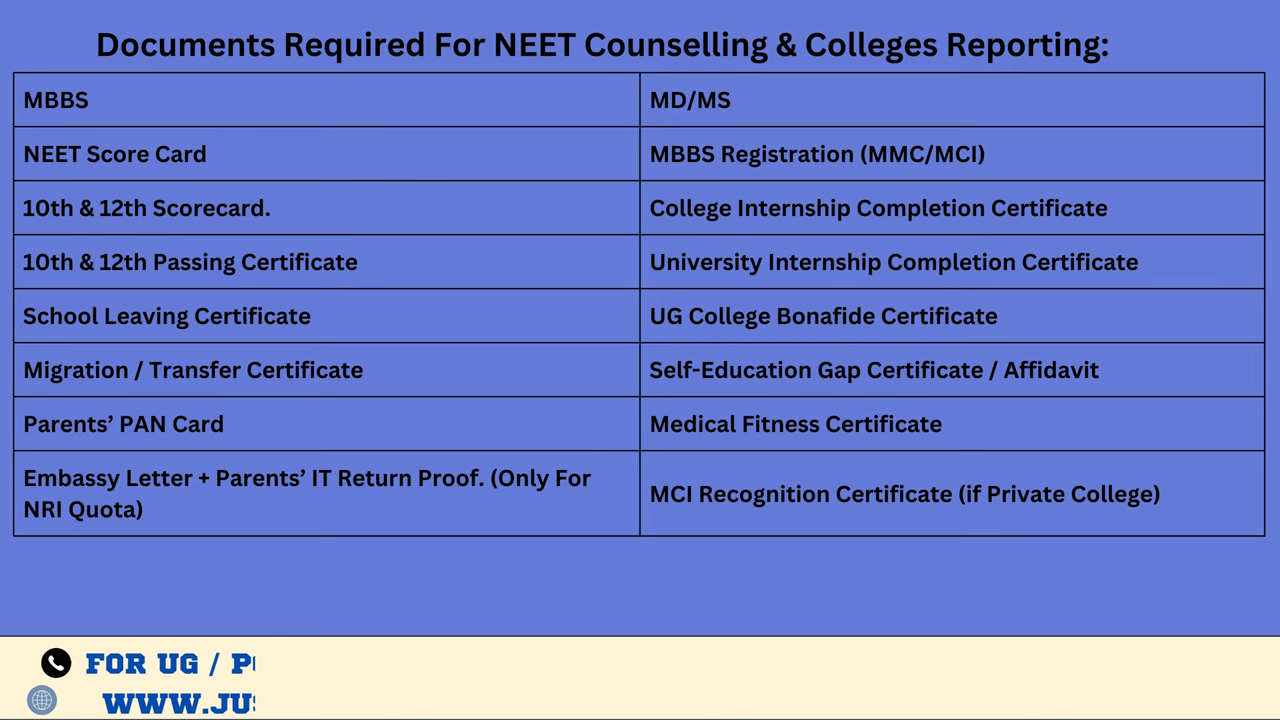 Documents Required For NEET Counselling & Colleges Reporting:
MBBS
MD/MS
NEET Score Card
MBBS Registration (MMC/MCI)
10th & 12th Scorecard.
College Internship Completion Certificate
10th & 12th Passing Certificate
University Internship Completion Certificate
School Leaving Certificate
UG College Bonafide Certificate
Migration / Transfer Certificate
Self-Education Gap Certificate / Affidavit
Parents’ PAN Card
Medical Fitness Certificate
Embassy Letter + Parents’ IT Return Proof. (Only For
NRI Quota)
MCI Recognition Certificate (if Private College)
FOR UG /